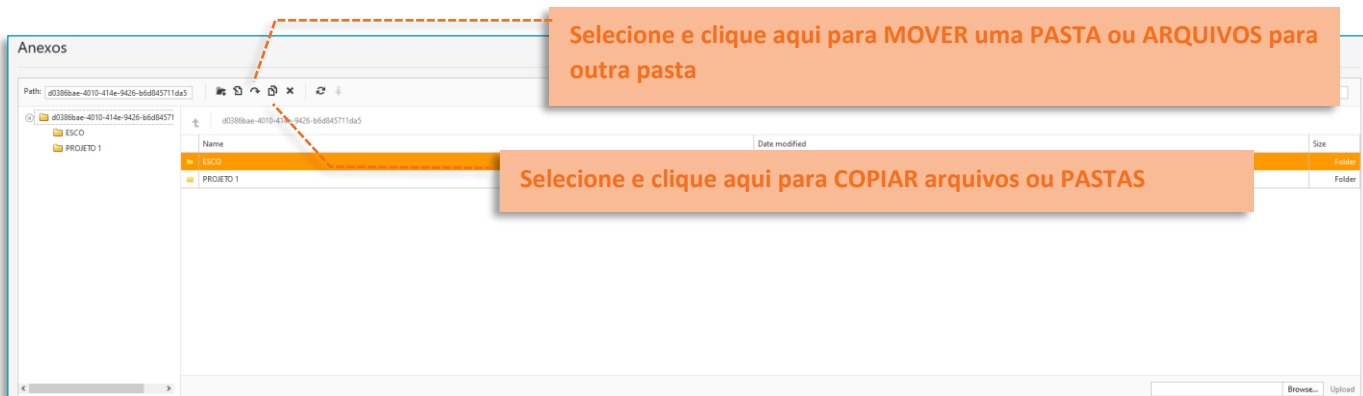 Selecione e clique aqui para MOVER uma PASTA ou ARQUIVOS para
outra pasta
Anexos
Path: d0386bae-4010-414e-9426-b6d845711da5
d0386bae-4010-414e-9426-b6d84571
d0386bae-4010-414e-9426-b6d845711da5
ESCO
PROJETO 1
Name Date modified Size
ESCO Folder
PROJETO 1 Folder
Selecione e clique aqui para COPIAR arquivos ou PASTAS
Browse... Upload